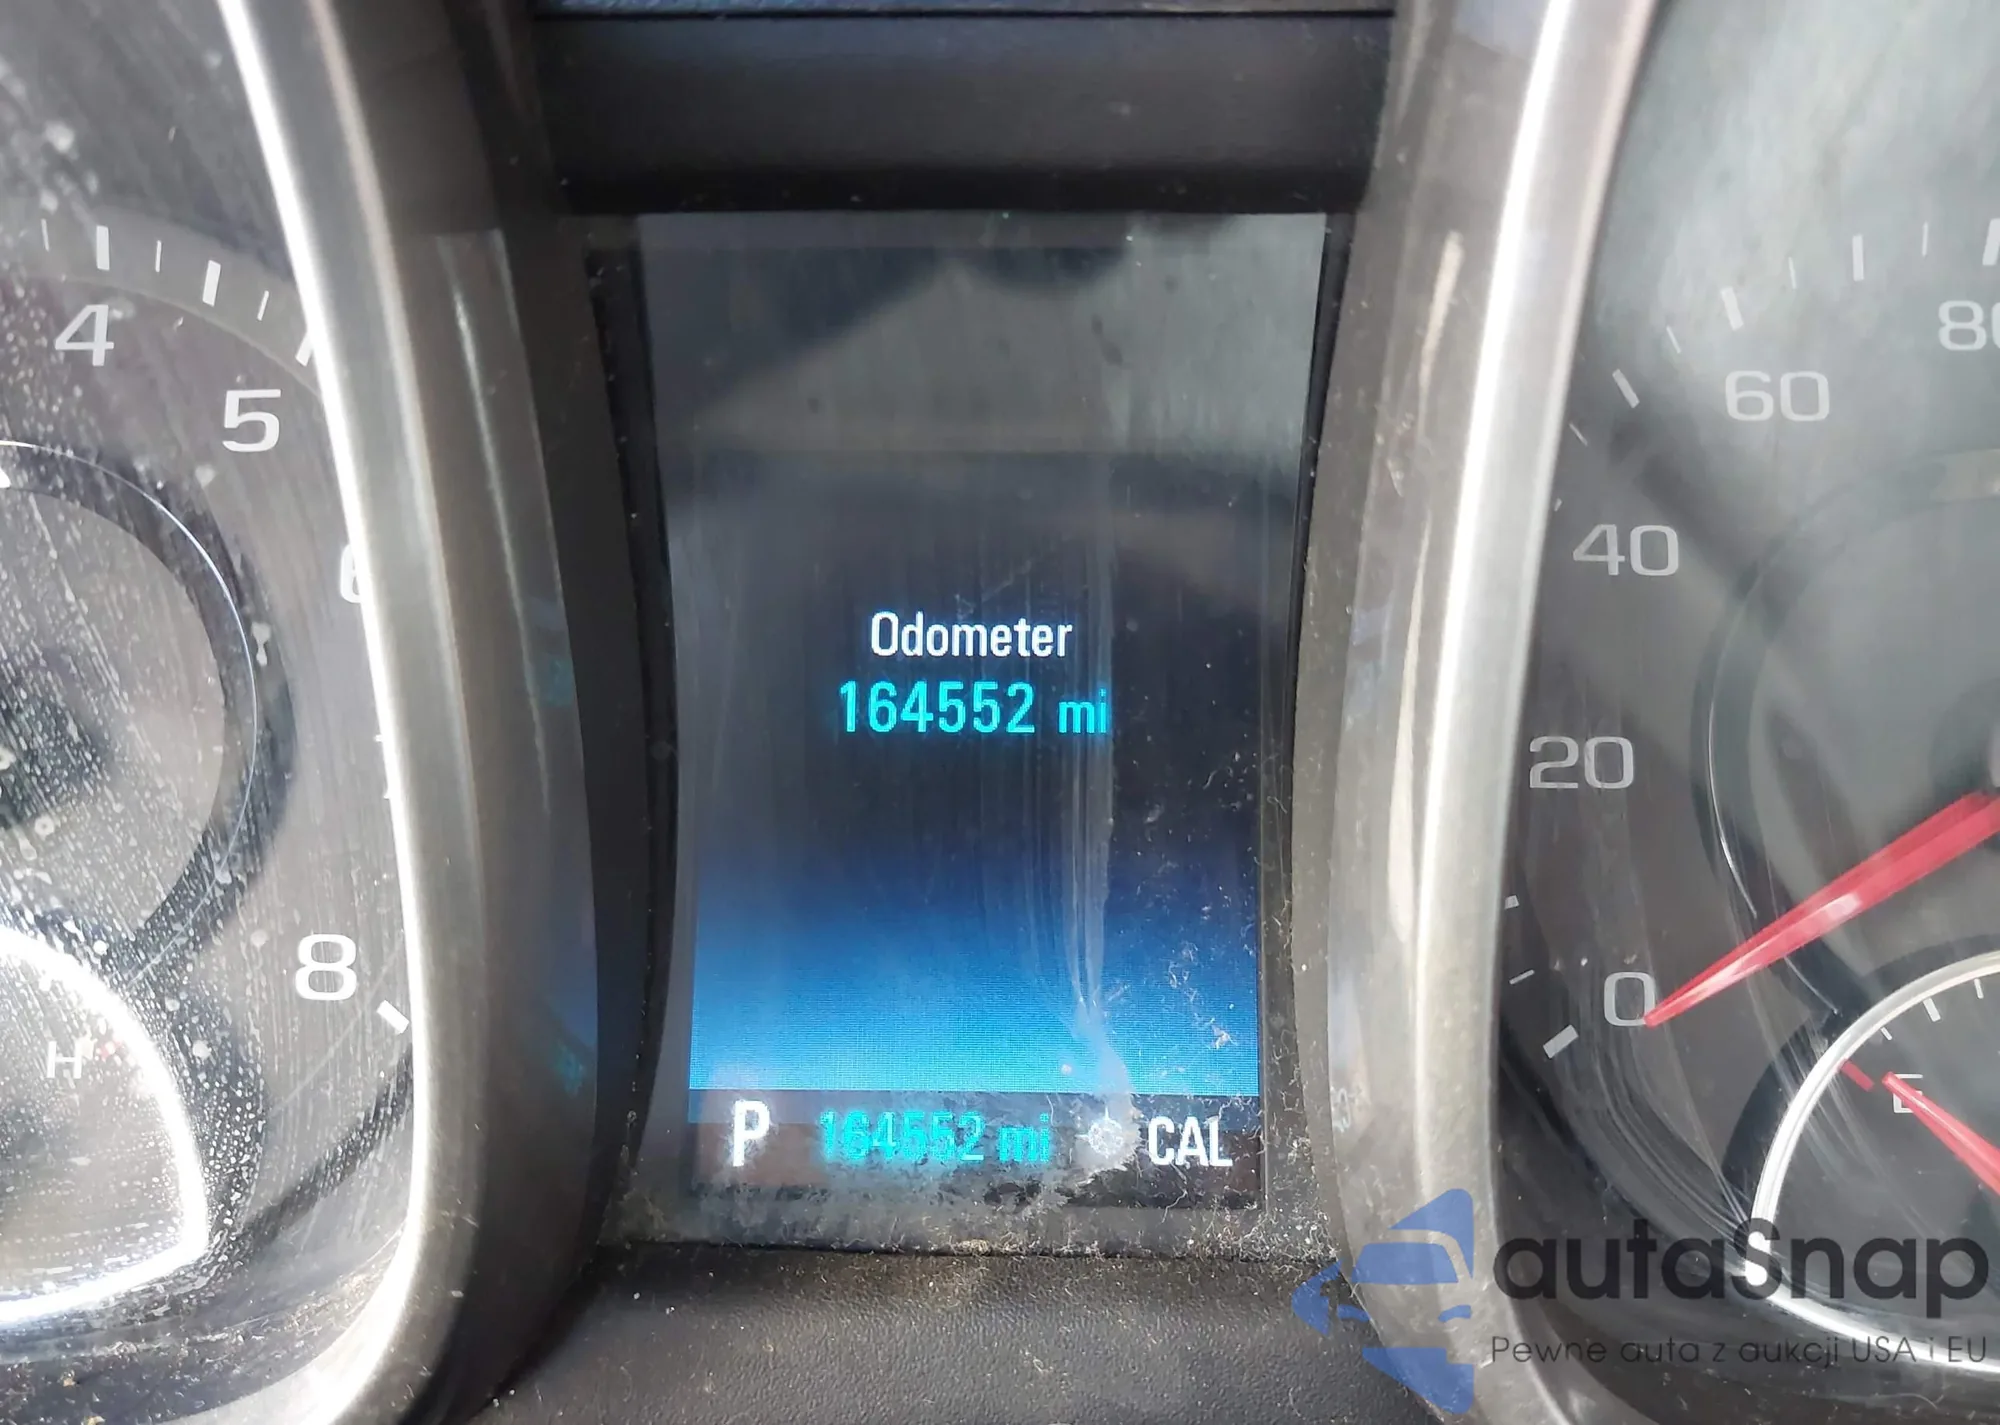 4
5
6
8
H
Odometer
164552 mi
P 164552 mi CAL
80
60
40
20
0
E
autaSnap
Pewne auta z aukcji USA i EU